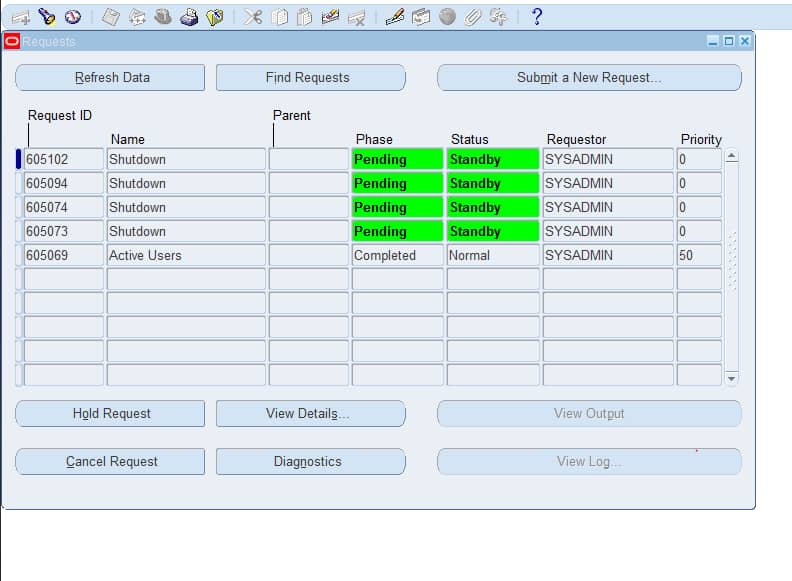 ?
Requests
Refresh Data Find Requests Submit a New Request...
Request ID Parent
Name Phase Status Requestor Priority
605102 Shutdown Pending Standby SYSADMIN 0
605094 Shutdown Pending Standby SYSADMIN 0
605074 Shutdown Pending Standby SYSADMIN 0
605073 Shutdown Pending Standby SYSADMIN 0
605069 Active Users Completed Normal SYSADMIN 50
Hold Request View Details... View Output
Cancel Request Diagnostics View Log...